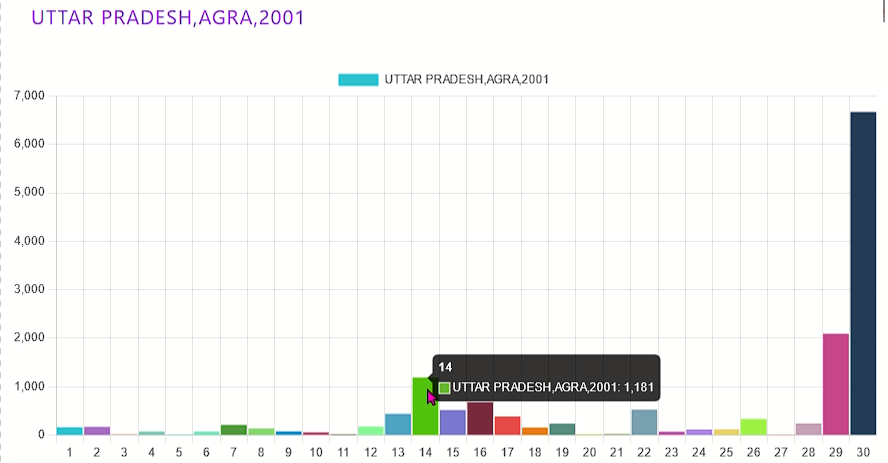 UTTAR PRADESH,AGRA,2001
UTTAR PRADESH,AGRA,2001
7,000
6,000
5,000
4,000
3,000
2,000
1,000
0
14
UTTAR PRADESH,AGRA,2001: 1,181
1 2 3 4 5 6 7 8 9 10 11 12 13 14 15 16 17 18 19 20 21 22 23 24 25 26 27 28 29 30